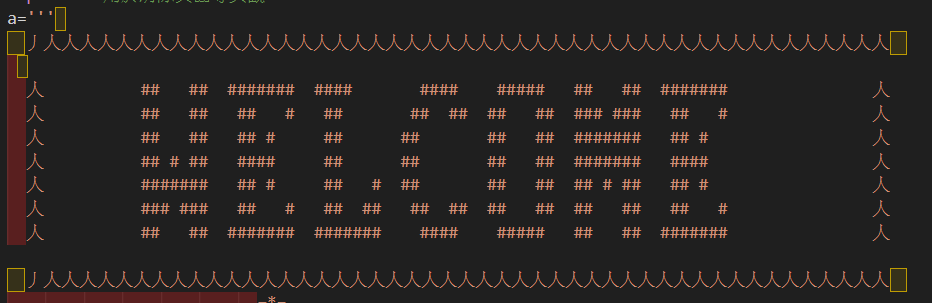 a='''
丿人人人人人人人人人人人人人人人人人人人人人人人人人人人人人人人人人人人人人人人人人人人人人人人
人          ##   ##  #######  ####       ####    #####   ##   ##  #######               人
人          ##   ##   ##   #   ##       ##  ##  ##   ##  ### ###   ##   #               人
人          ##   ##   ## #     ##      ##       ##   ##  #######   ## #                 人
人          ## # ##   ####     ##      ##       ##   ##  #######   ####                 人
人          #######   ## #     ##   #  ##       ##   ##  ## # ##   ## #                 人
人          ### ###   ##   #   ##  ##   ##  ##  ##   ##  ##   ##   ##   #               人
人          ##   ##  #######  #######    ####    #####   ##   ##  #######               人
丿人人人人人人人人人人人人人人人人人人人人人人人人人人人人人人人人人人人人人人人人人人人人人人人
-*-